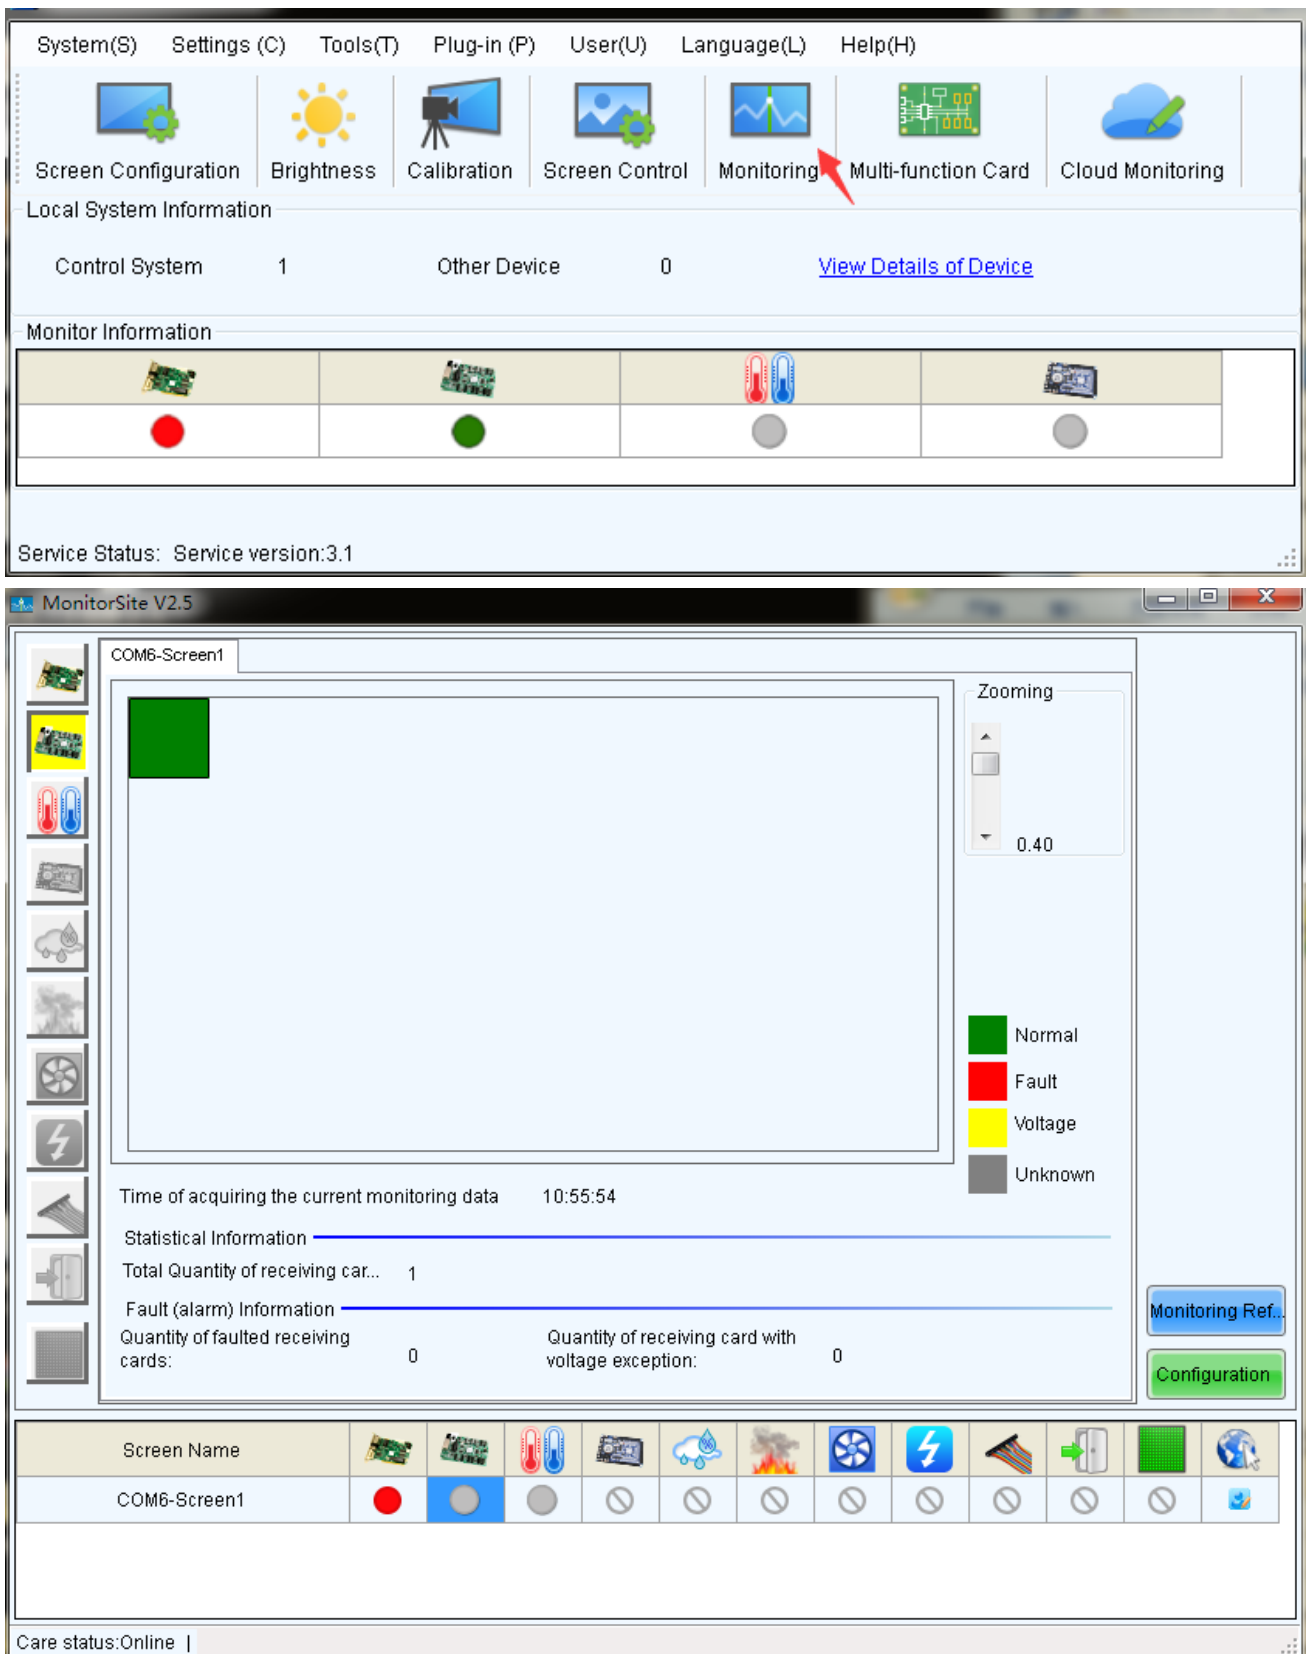 System(S) Settings (C) Tools(T) Plug-in (P) User(U) Language(L) Help(H)
Screen Configuration Brightness Calibration Screen Control Monitoring Multi-function Card Cloud Monitoring
Local System Information
Control System 1 Other Device 0 View Details of Device
Monitor Information
Service Status: Service version:3.1
MonitorSite V2.5
COM6-Screen1
Zooming
0.40
Normal
Fault
Voltage
Unknown
Time of acquiring the current monitoring data 10:55:54
Statistical Information
Total Quantity of receiving car... 1
Fault (alarm) Information
Quantity of faulted receiving cards: 0 Quantity of receiving card with voltage exception: 0
Monitoring Ref...
Configuration
Screen Name
COM6-Screen1
Care status:Online |